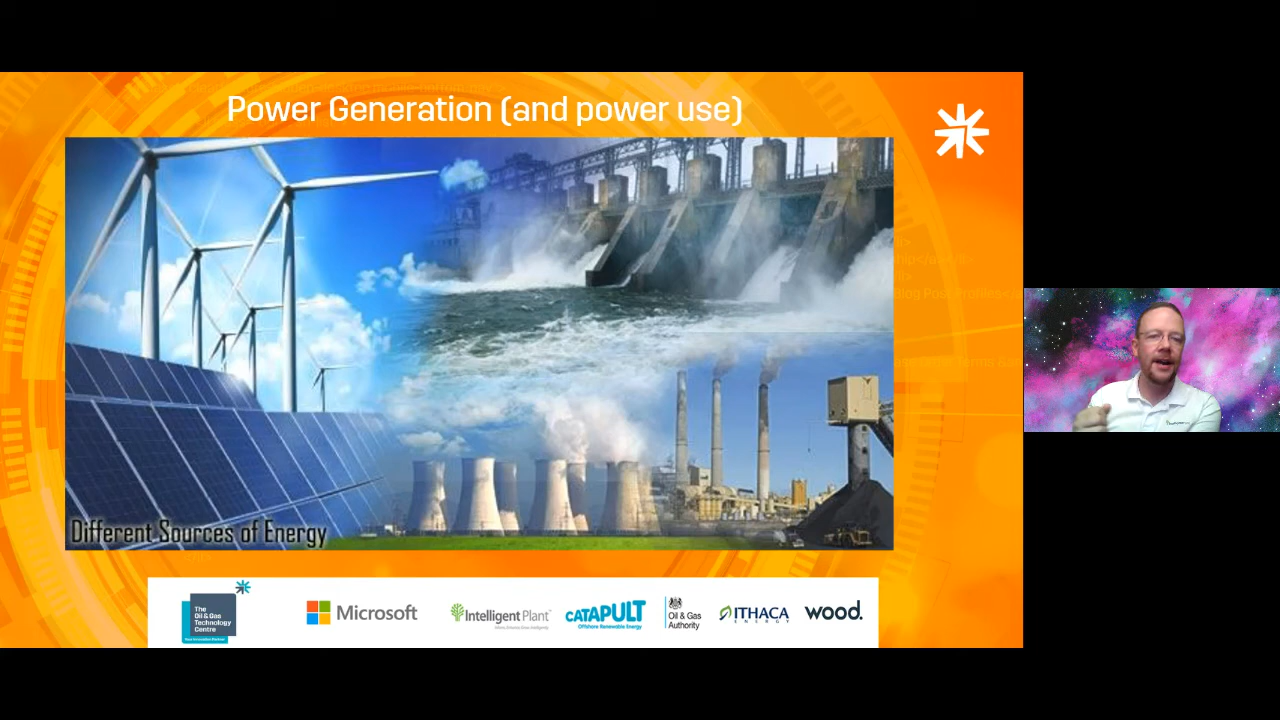 Power Generation (and power use)
Different Sources of Energy
The
Oil & Gas
Technology
Centre
Microsoft
Intelligent Plant
CATAPULT
Offshore Renewable Energy
Oil & Gas
Authority
ITHACA
ENERGY
wood.